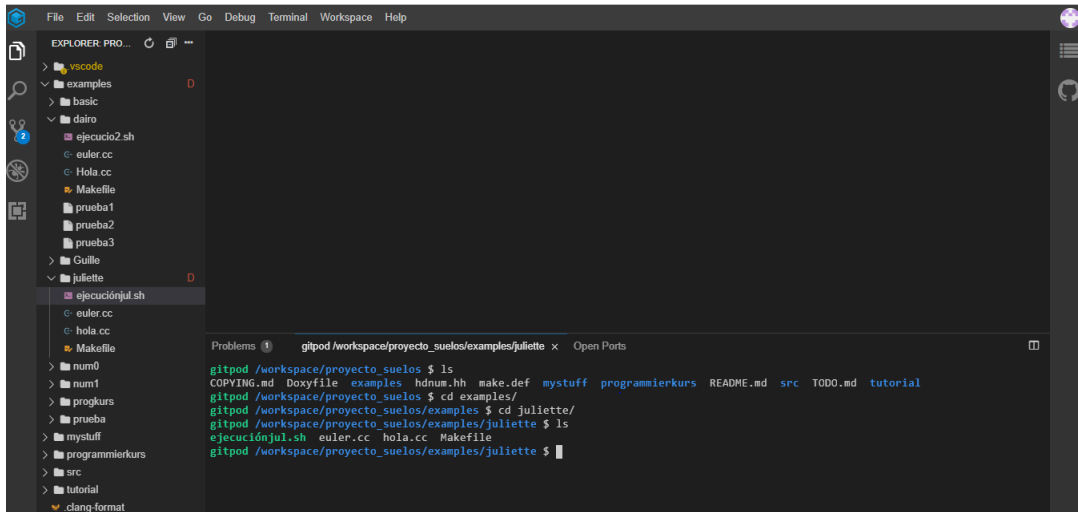 File Edit Selection View Go Debug Terminal Workspace Help
EXPLORER: PRO...
vscode
examples D
basic
dairo
ejecucio2.sh
euler.cc
Hola.cc
Makefile
prueba1
prueba2
prueba3
Guille
juliette D
ejecuciónjul.sh
euler.cc
hola.cc
Makefile
num0
num1
progkurs
prueba
mystuff
programmierkurs
src
tutorial
.clang-format
2
Problems 1 gitpod /workspace/proyecto_suelos/examples/juliette × Open Ports
gitpod /workspace/proyecto_suelos $ ls
COPYING.md Doxyfile examples hdnum.hh make.def mystuff programmierkurs README.md src TODO.md tutorial
gitpod /workspace/proyecto_suelos $ cd examples/
gitpod /workspace/proyecto_suelos/examples $ cd juliette/
gitpod /workspace/proyecto_suelos/examples/juliette $ ls
ejecuciónjul.sh euler.cc hola.cc Makefile
gitpod /workspace/proyecto_suelos/examples/juliette $